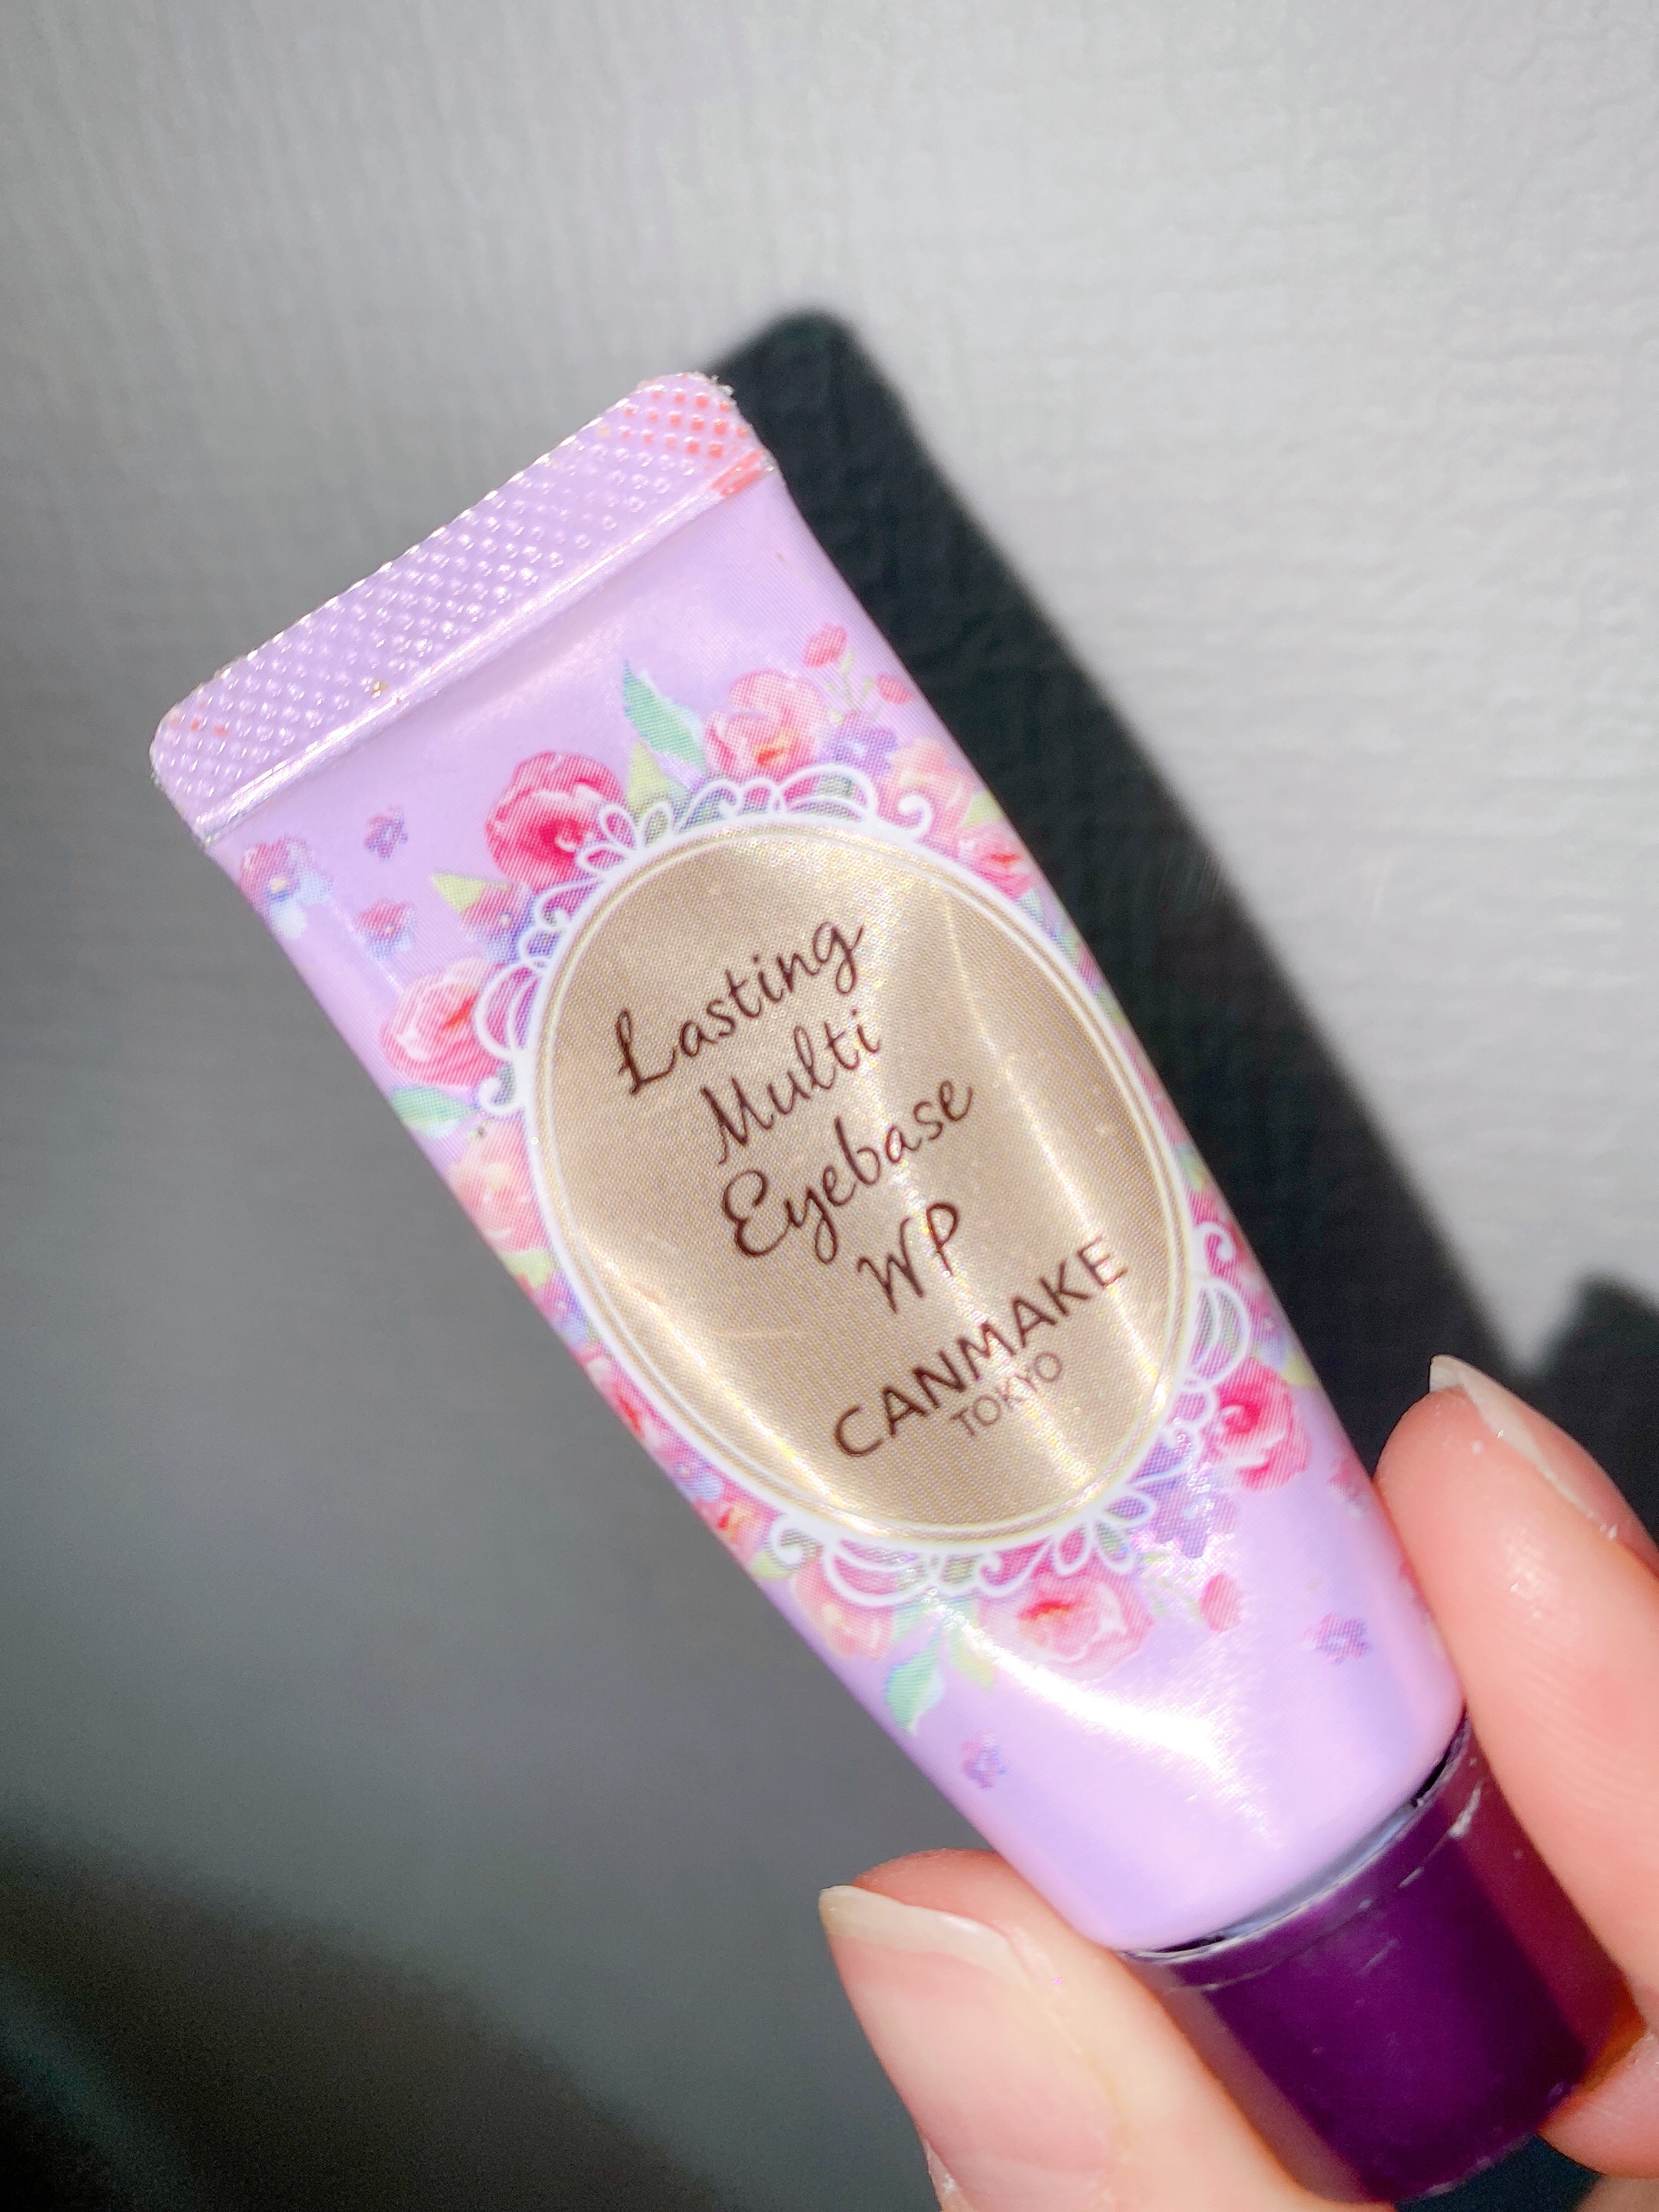 Lasting
Multi
Eyebase
WP
CANMAKE
TOKYO